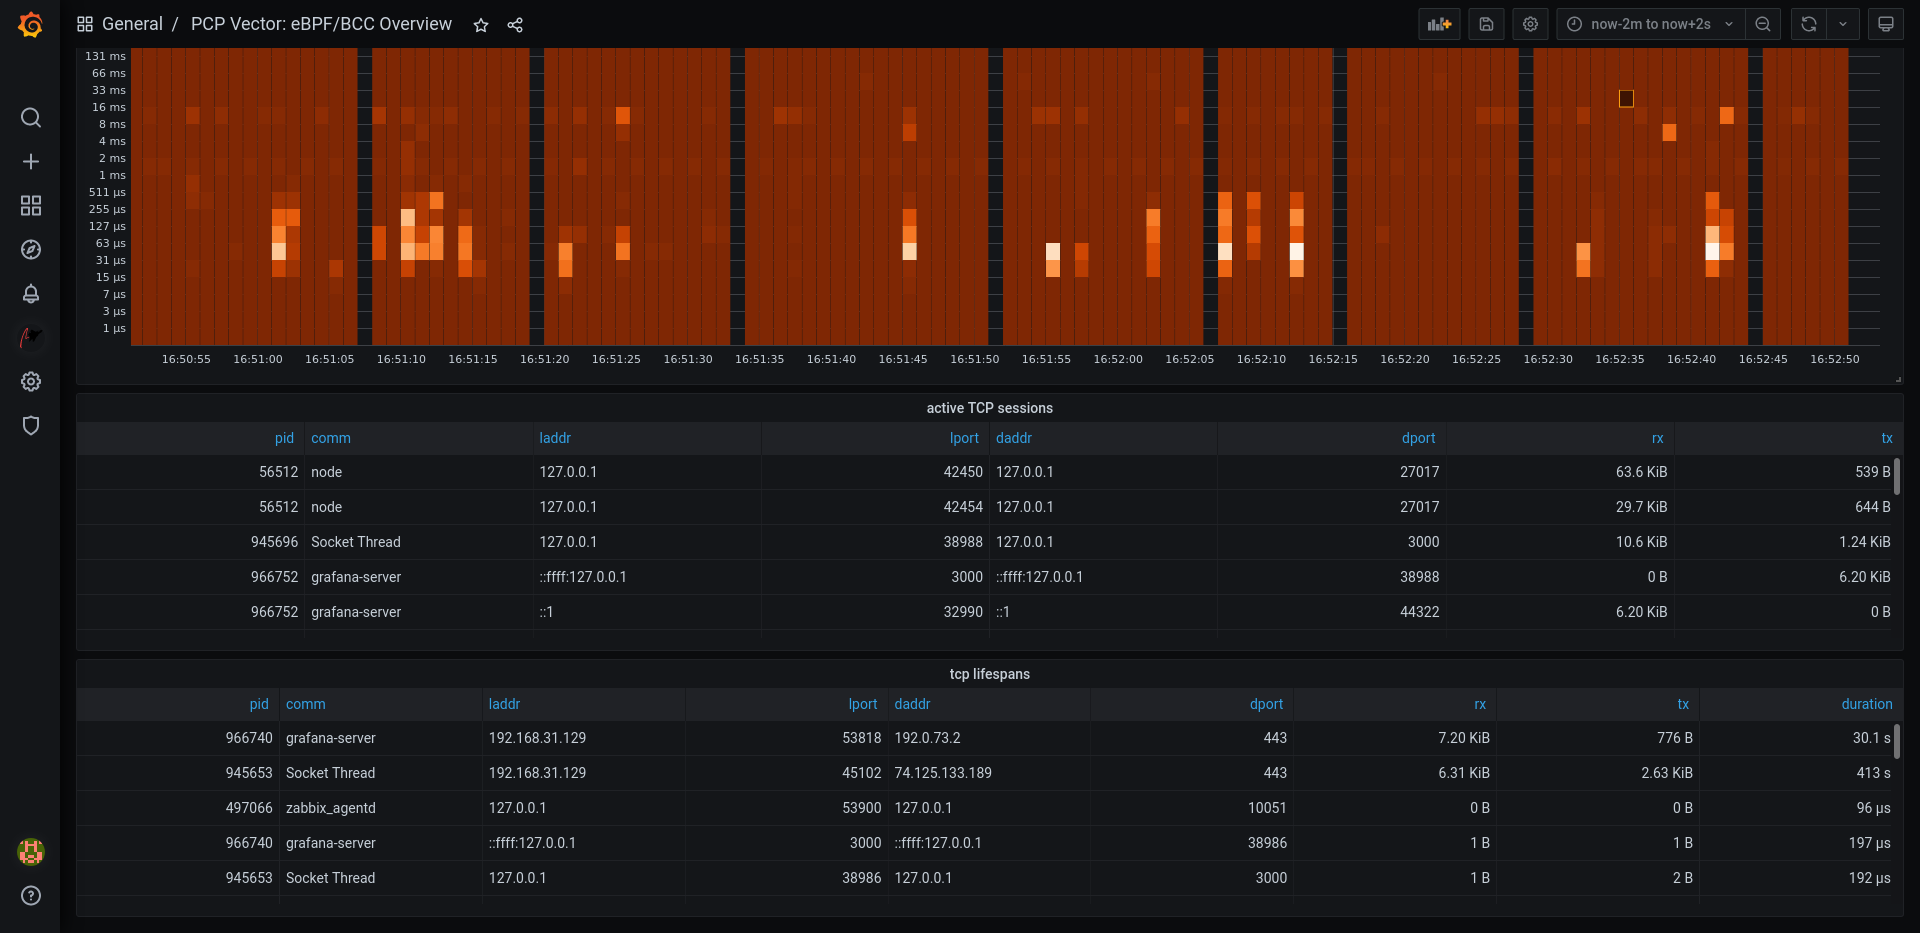 General / PCP Vector: eBPF/BCC Overview now-2m to now+2s
131 ms
66 ms
33 ms
16 ms
8 ms
4 ms
2 ms
1 ms
511 µs
255 µs
127 µs
63 µs
31 µs
15 µs
7 µs
3 µs
1 µs
16:50:55 16:51:00 16:51:05 16:51:10 16:51:15 16:51:20 16:51:25 16:51:30 16:51:35 16:51:40 16:51:45 16:51:50 16:51:55 16:52:00 16:52:05 16:52:10 16:52:15 16:52:20 16:52:25 16:52:30 16:52:35 16:52:40 16:52:45 16:52:50
active TCP sessions
pid comm laddr lport daddr dport rx tx
56512 node 127.0.0.1 42450 127.0.0.1 27017 63.6 KiB 539 B
56512 node 127.0.0.1 42454 127.0.0.1 27017 29.7 KiB 644 B
945696 Socket Thread 127.0.0.1 38988 127.0.0.1 3000 10.6 KiB 1.24 KiB
966752 grafana-server ::ffff:127.0.0.1 3000 ::ffff:127.0.0.1 38988 0 B 6.20 KiB
966752 grafana-server ::1 32990 ::1 44322 6.20 KiB 0 B
tcp lifespans
pid comm laddr lport daddr dport rx tx duration
966740 grafana-server 192.168.31.129 53818 192.0.73.2 443 7.20 KiB 776 B 30.1 s
945653 Socket Thread 192.168.31.129 45102 74.125.133.189 443 6.31 KiB 2.63 KiB 413 s
497066 zabbix_agentd 127.0.0.1 53900 127.0.0.1 10051 0 B 0 B 96 µs
966740 grafana-server ::ffff:127.0.0.1 3000 ::ffff:127.0.0.1 38986 1 B 1 B 197 µs
945653 Socket Thread 127.0.0.1 38986 127.0.0.1 3000 1 B 2 B 192 µs